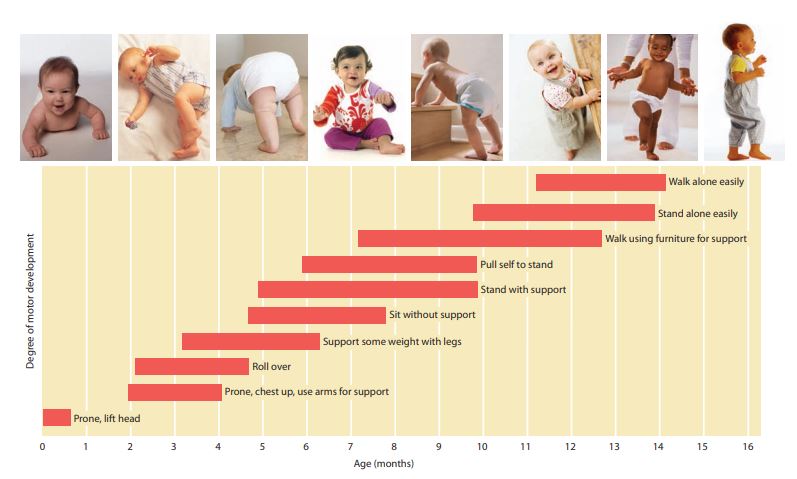 Walk alone easily
Stand alone easily
Walk using furniture for support
Pull self to stand
Stand with support
Sit without support
Support some weight with legs
Roll over
Prone, chest up, use arms for support
Prone, lift head
Degree of motor development
0 1 2 3 4 5 6 7 8 9 10 11 12 13 14 15 16
Age (months)